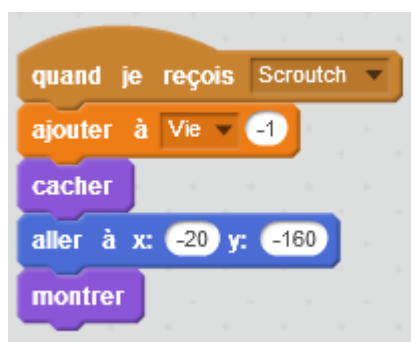 quand je reçois Scroutch
ajouter à Vie -1
cacher
aller à x: -20 y: -160
montrer